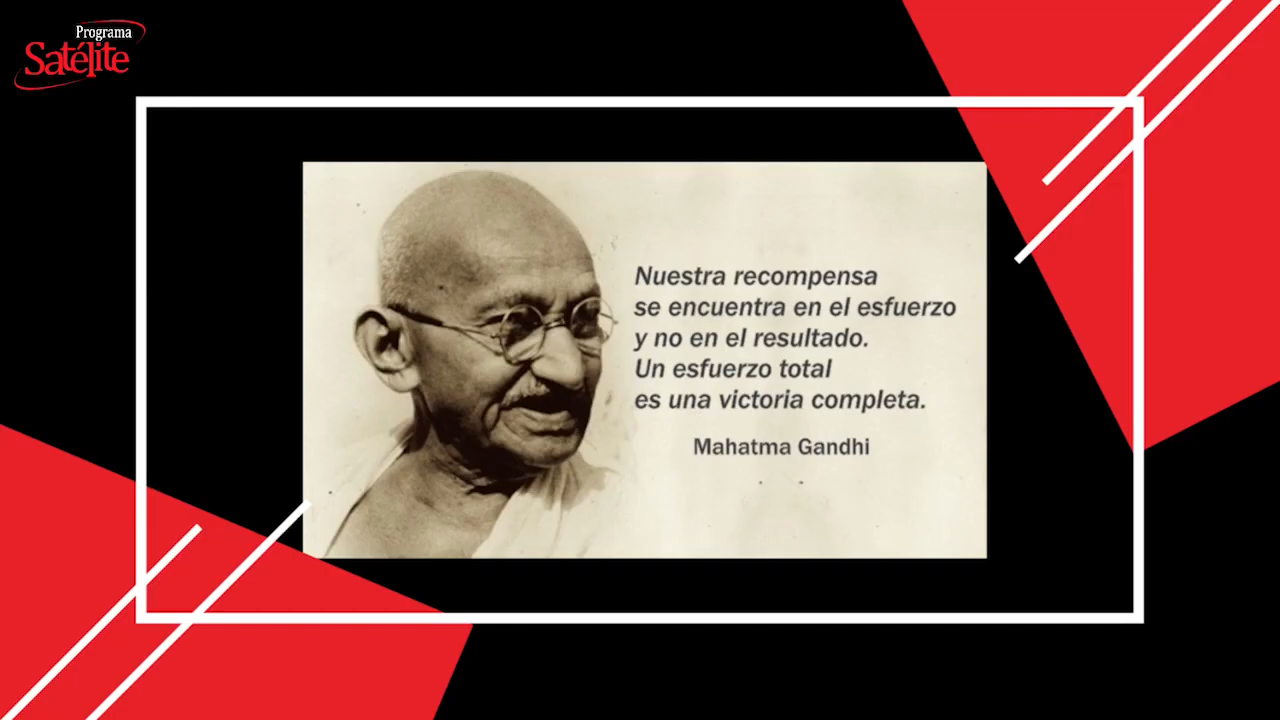 Programa
Satélite
Nuestra recompensa
se encuentra en el esfuerzo
y no en el resultado.
Un esfuerzo total
es una victoria completa.
Mahatma Gandhi